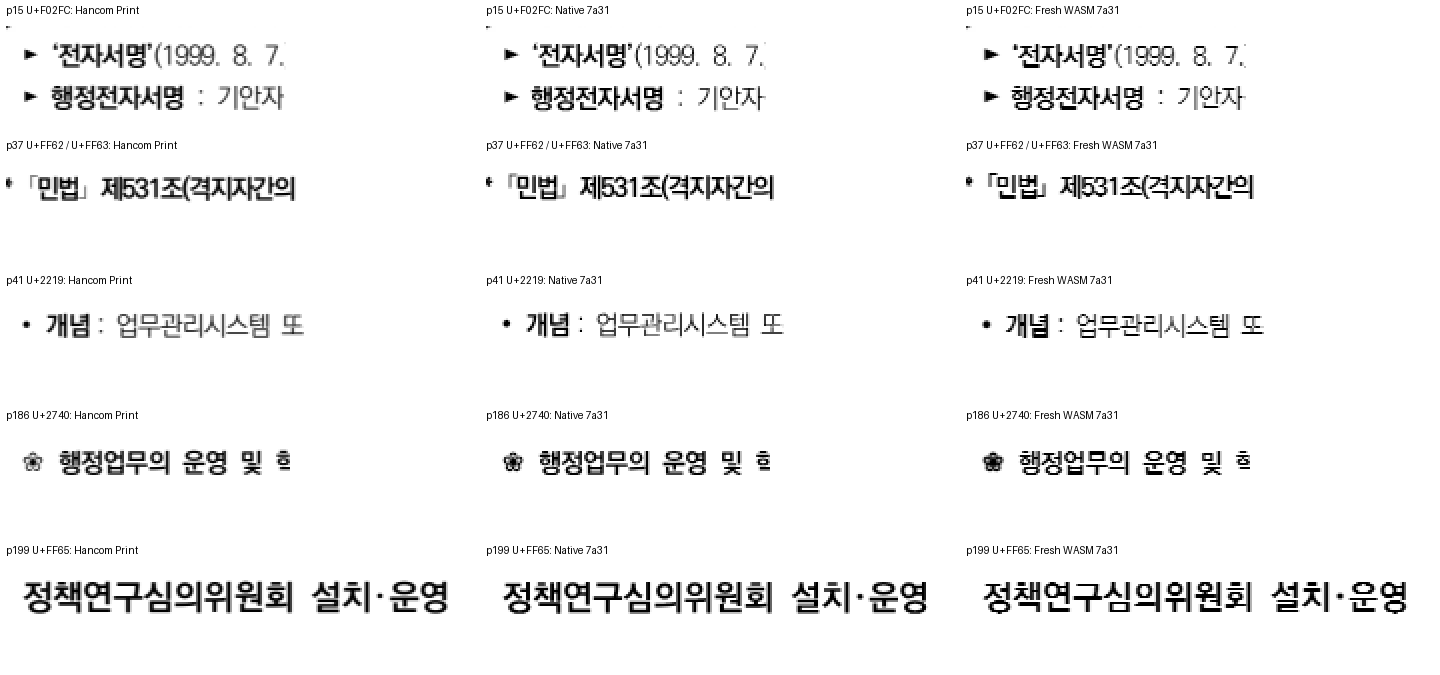 p15 U+F02FC: Hancom Print
► ‘전자서명’(1999. 8. 7.
► 행정전자서명 : 기안자
p15 U+F02FC: Native 7a31
► ‘전자서명’(1999. 8. 7.
► 행정전자서명 : 기안자
p15 U+F02FC: Fresh WASM 7a31
► ‘전자서명’(1999. 8. 7.
► 행정전자서명 : 기안자
p37 U+FF62 / U+FF63: Hancom Print
「민법」 제531조(격지자간의
p37 U+FF62 / U+FF63: Native 7a31
「민법」 제531조(격지자간의
p37 U+FF62 / U+FF63: Fresh WASM 7a31
「민법」 제531조(격지자간의
p41 U+2219: Hancom Print
• 개념 : 업무관리시스템 또
p41 U+2219: Native 7a31
• 개념 : 업무관리시스템 또
p41 U+2219: Fresh WASM 7a31
• 개념 : 업무관리시스템 또
p186 U+2740: Hancom Print
❀ 행정업무의 운영 및
p186 U+2740: Native 7a31
❀ 행정업무의 운영 및
p186 U+2740: Fresh WASM 7a31
❀ 행정업무의 운영 및
p199 U+FF65: Hancom Print
정책연구심의위원회 설치·운영
p199 U+FF65: Native 7a31
정책연구심의위원회 설치·운영
p199 U+FF65: Fresh WASM 7a31
정책연구심의위원회 설치·운영